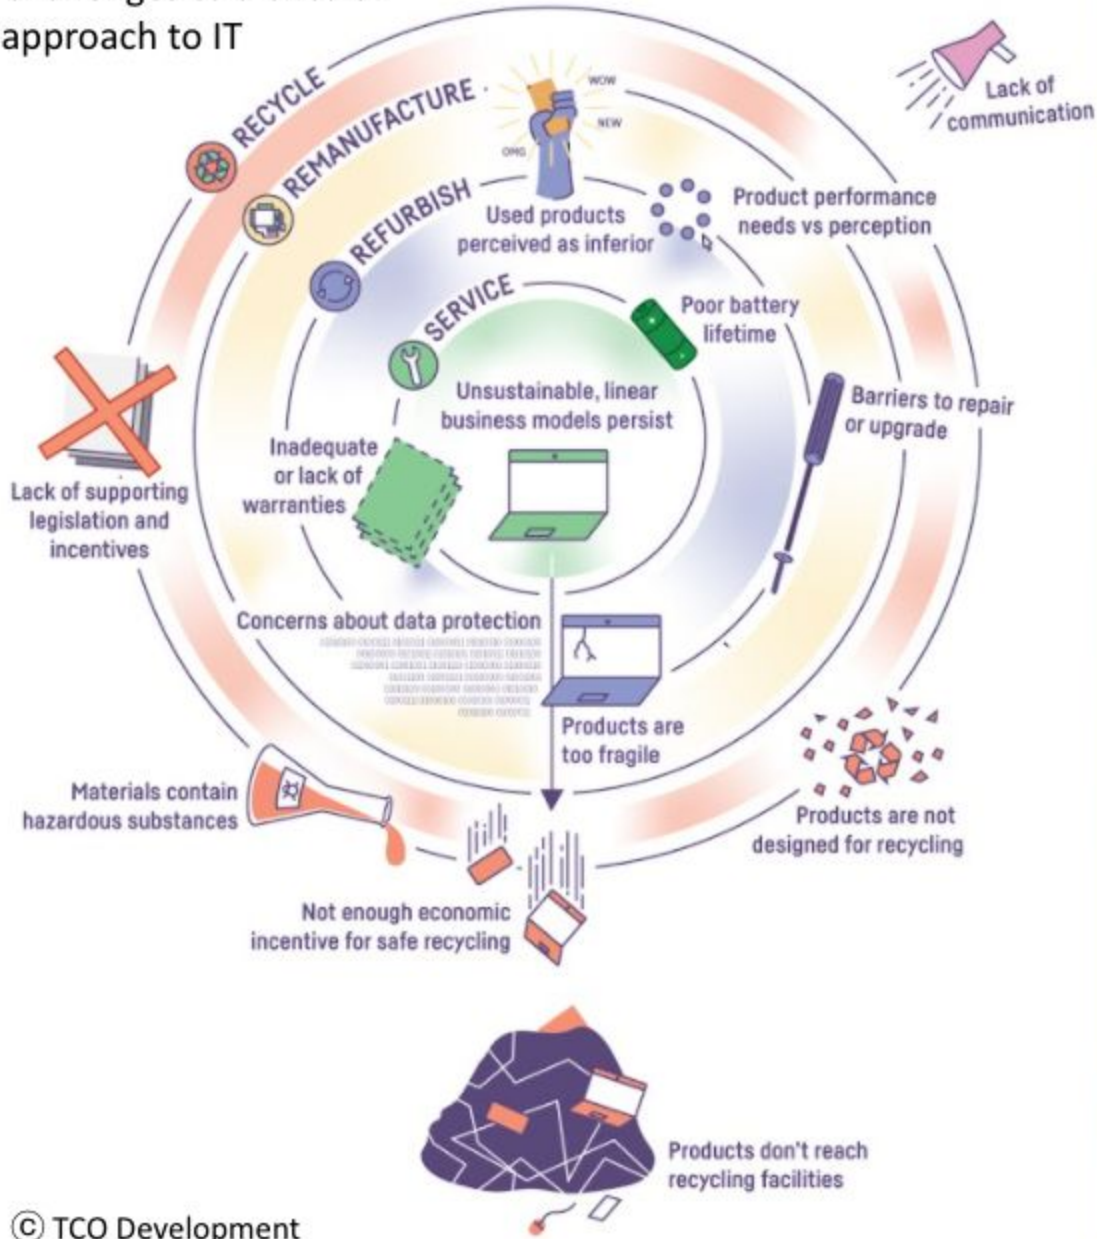 approach to IT
RECYCLE
REMANUFACTURE
REFURBISH
SERVICE
WOW
NEW
OMG
Lack of
communication
Used products
perceived as inferior
Product performance
needs vs perception
Poor battery
lifetime
Unsustainable, linear
business models persist
Barriers to repair
or upgrade
Inadequate
or lack of
warranties
Lack of supporting
legislation and
incentives
Concerns about data protection
Products are
too fragile
Materials contain
hazardous substances
Products are not
designed for recycling
Not enough economic
incentive for safe recycling
Products don't reach
recycling facilities
© TCO Development